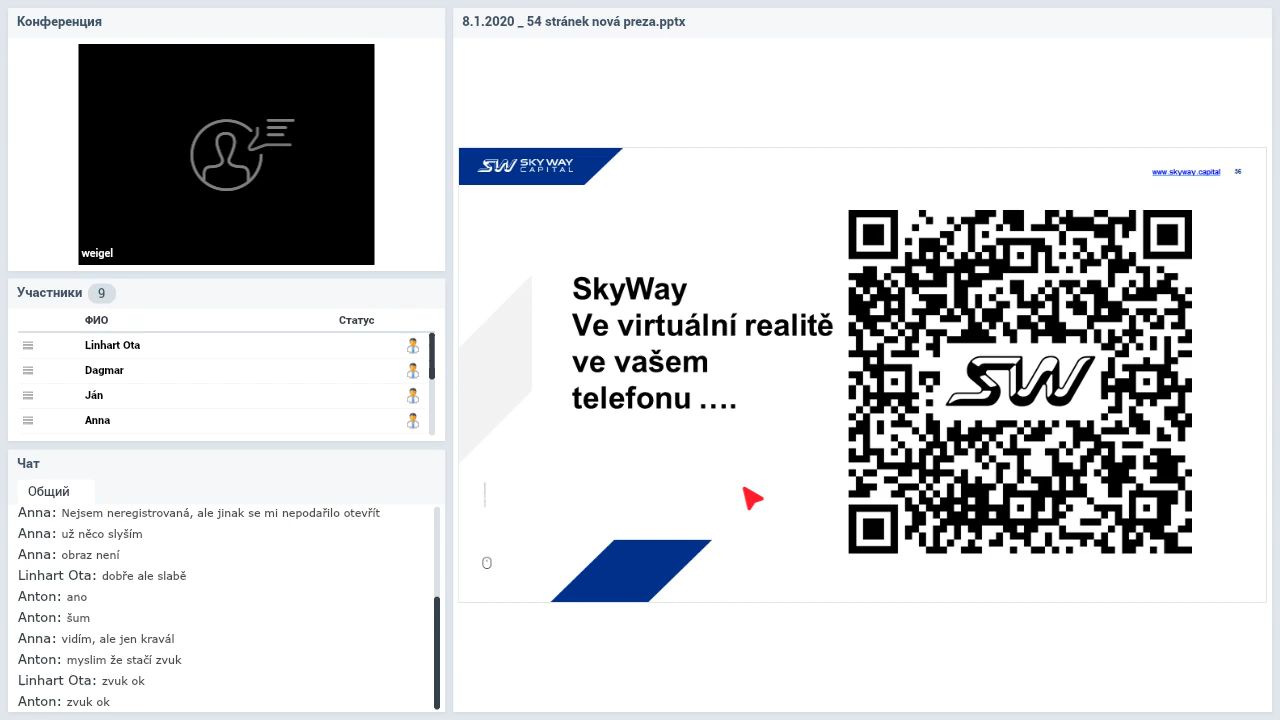 Конференция
weigel
Участники 9
ФИО Статус
Linhart Ota
Dagmar
Ján
Anna
Чат
Общий
Anna: Nejsem neregistrovaná, ale jinak se mi nepodařilo otevřít
Anna: už něco slyším
Anna: obraz není
Linhart Ota: dobře ale slabě
Anton: ano
Anton: šum
Anna: vidím, ale jen kravál
Anton: myslim že stačí zvuk
Linhart Ota: zvuk ok
Anton: zvuk ok
8.1.2020 _ 54 stránek nová preza.pptx
SW SKY WAY
CAPITAL
www.skyway.capital 36
SkyWay
Ve virtuální realitě
ve vašem
telefonu ....
SW